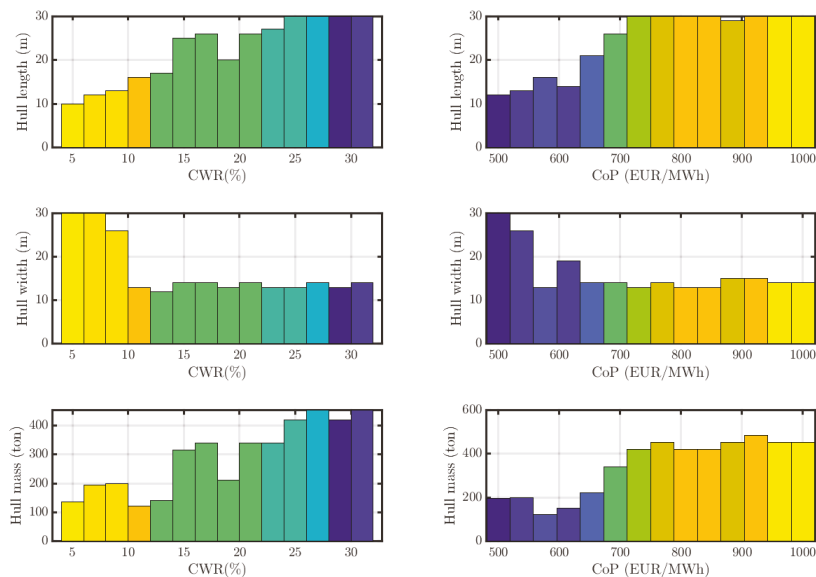 Hull length (m)
30
20
10
0
5 10 15 20 25 30
CWR(%)
Hull length (m)
30
20
10
0
500 600 700 800 900 1000
CoP (EUR/MWh)
Hull width (m)
30
20
10
0
5 10 15 20 25 30
CWR(%)
Hull width (m)
30
20
10
0
500 600 700 800 900 1000
CoP (EUR/MWh)
Hull mass (ton)
400
300
200
100
0
5 10 15 20 25 30
CWR(%)
Hull mass (ton)
600
400
200
0
500 600 700 800 900 1000
CoP (EUR/MWh)